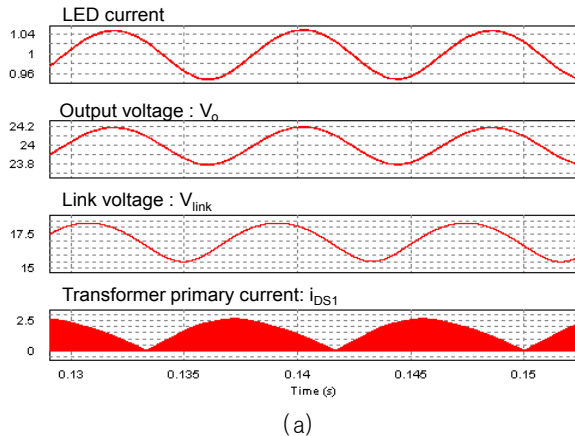 LED current
1.04
1
0.96
Output voltage : Vo
24.2
24
23.8
Link voltage : Vlink
17.5
15
Transformer primary current: iDS1
2.5
0
0.13 0.135 0.14 0.145 0.15
Time (s)
(a)